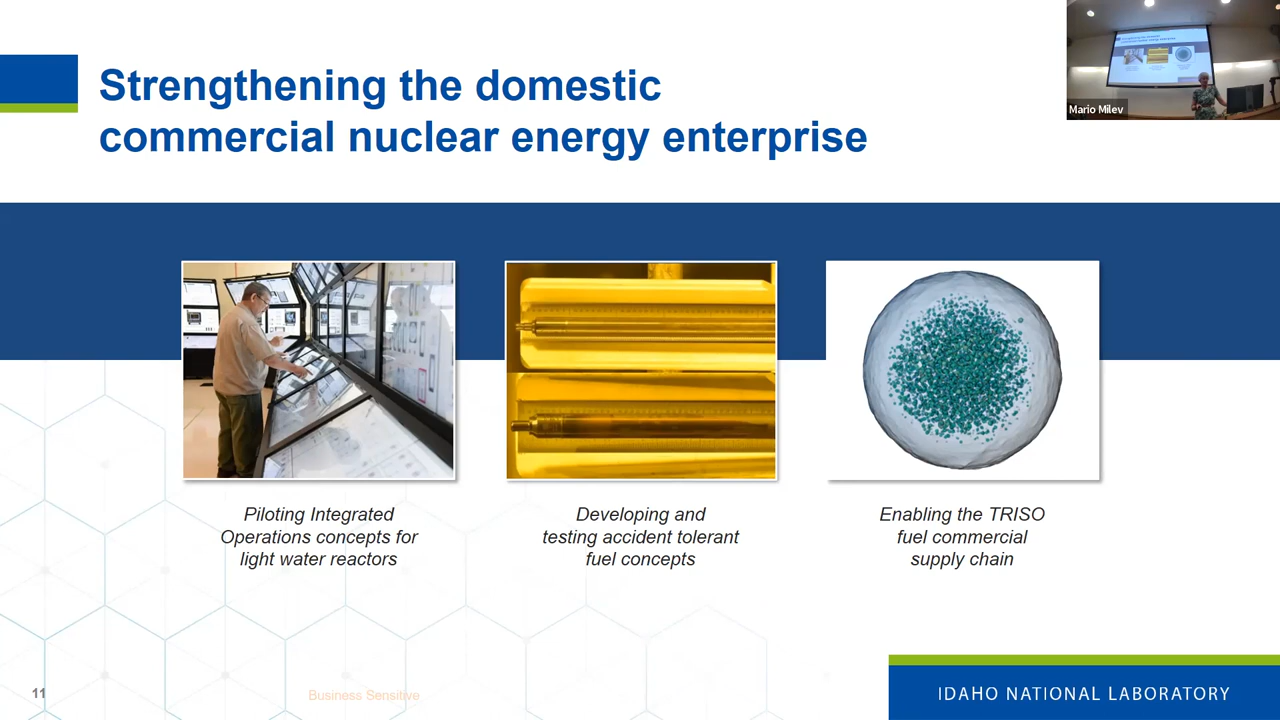 Strengthening the domestic
commercial nuclear energy enterprise
Mario Milev
Piloting Integrated
Operations concepts for
light water reactors
Developing and
testing accident tolerant
fuel concepts
Enabling the TRISO
fuel commercial
supply chain
11
Business Sensitive
IDAHO NATIONAL LABORATORY